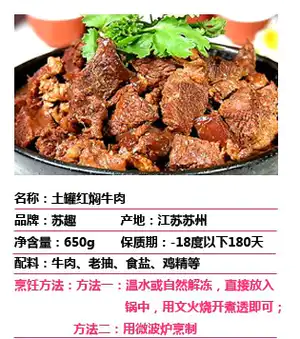 名称：土罐红焖牛肉
品牌：苏趣 产地：江苏苏州
净含量：650g 保质期：-18度以下180天
配料：牛肉、老抽、食盐、鸡精等
烹饪方法：方法一：温水或自然解冻，直接放入
锅中，用文火烧开煮透即可；
方法二：用微波炉烹制